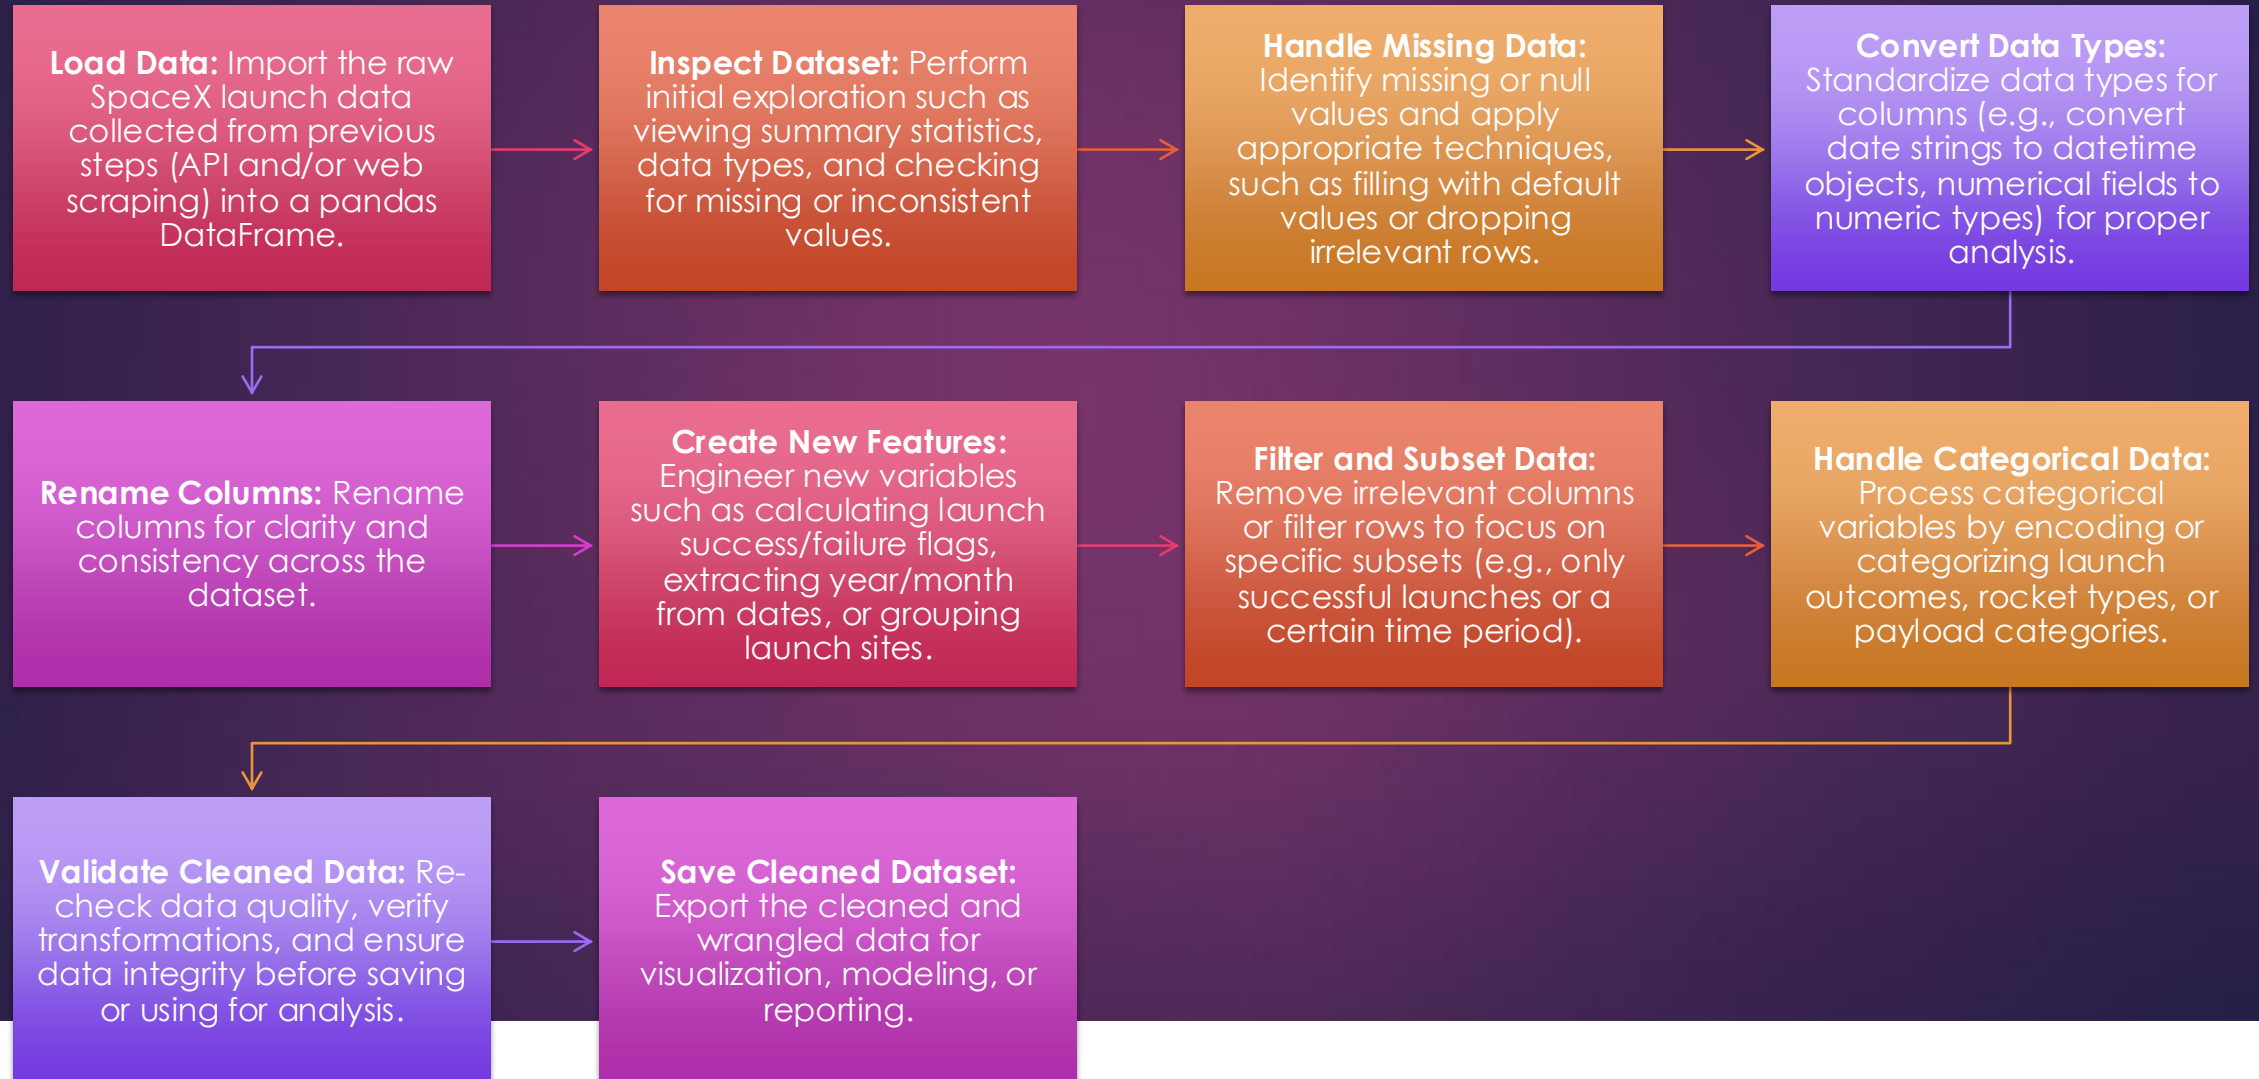 Load Data: Import the raw
SpaceX launch data
collected from previous
steps (API and/or web
scraping) into a pandas
DataFrame.
Inspect Dataset: Perform
initial exploration such as
viewing summary statistics,
data types, and checking
for missing or inconsistent
values.
Handle Missing Data:
Identify missing or null
values and apply
appropriate techniques,
such as filling with default
values or dropping
irrelevant rows.
Convert Data Types:
Standardize data types for
columns (e.g., convert
date strings to datetime
objects, numerical fields to
numeric types) for proper
analysis.
Rename Columns: Rename
columns for clarity and
consistency across the
dataset.
Create New Features:
Engineer new variables
such as calculating launch
success/failure flags,
extracting year/month
from dates, or grouping
launch sites.
Filter and Subset Data:
Remove irrelevant columns
or filter rows to focus on
specific subsets (e.g., only
successful launches or a
certain time period).
Handle Categorical Data:
Process categorical
variables by encoding or
categorizing launch
outcomes, rocket types, or
payload categories.
Validate Cleaned Data: Re-
check data quality, verify
transformations, and ensure
data integrity before saving
or using for analysis.
Save Cleaned Dataset:
Export the cleaned and
wrangled data for
visualization, modeling, or
reporting.